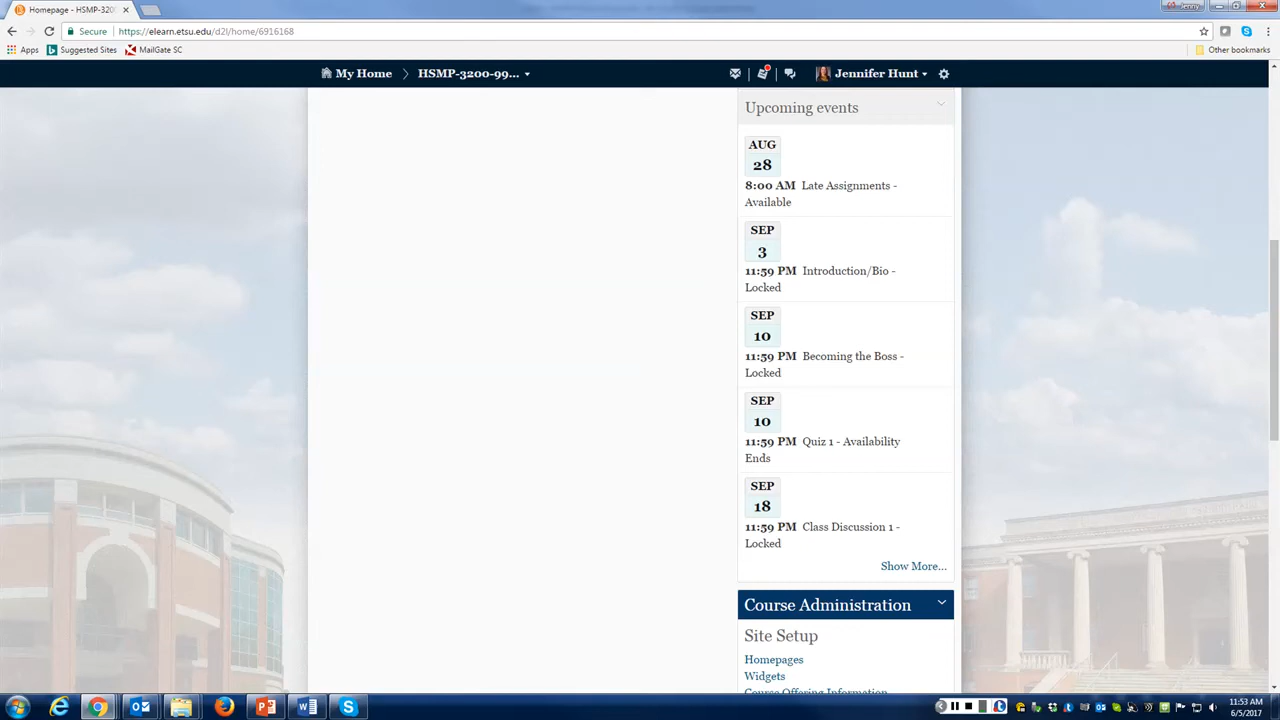 Homepage - HSMP-320
Jenny
Secure
https://elearn.etsu.edu/d2l/home/6916168
Apps
Suggested Sites
MailGate SC
Other bookmarks
My Home
HSMP-3200-99...
Jennifer Hunt
Upcoming events
AUG
28
8:00 AM Late Assignments -
Available
SEP
3
11:59 PM Introduction/Bio -
Locked
SEP
10
11:59 PM Becoming the Boss -
Locked
SEP
10
11:59 PM Quiz 1 - Availability
Ends
SEP
18
11:59 PM Class Discussion 1 -
Locked
Show More...
Course Administration
Site Setup
Homepages
Widgets
Course Offering Information
11:53 AM
6/5/2017